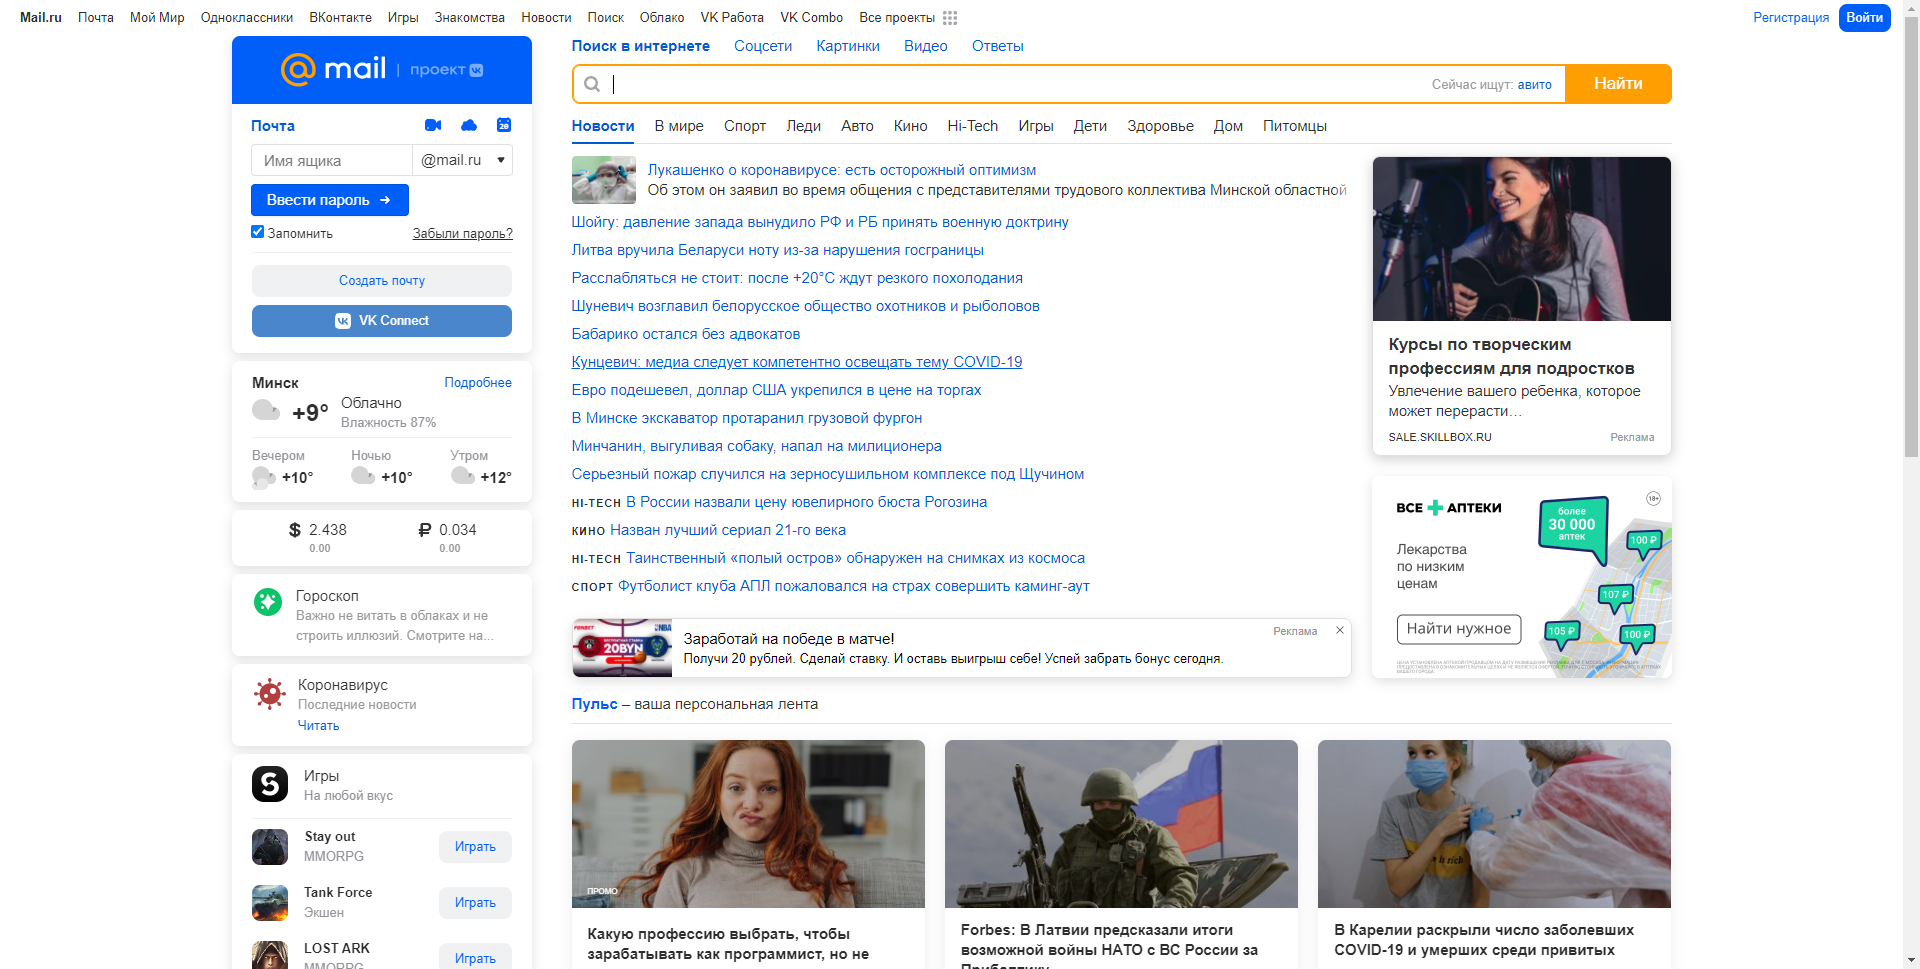 Mail.ru Почта Мой Мир Одноклассники ВКонтакте Игры Знакомства Новости Поиск Облако VK Работа VK Combo Все проекты
Регистрация Войти
@mail | проект
Почта
Имя ящика @mail.ru
Ввести пароль →
Запомнить Забыли пароль?
Создать почту
VK Connect
Минск Подробнее
+9° Облачно
Влажность 87%
Вечером Ночью Утром
+10° +10° +12°
$ 2.438 ₽ 0.034
0.00 0.00
Гороскоп
Важно не витать в облаках и не
строить иллюзий. Смотрите на...
Коронавирус
Последние новости
Читать
Игры
На любой вкус
Stay out
MMORPG
Играть
Tank Force
Экшен
Играть
LOST ARK
MMORPG
Играть
Поиск в интернете Соцсети Картинки Видео Ответы
Сейчас ищут: авито Найти
Новости В мире Спорт Леди Авто Кино Hi-Tech Игры Дети Здоровье Дом Питомцы
Лукашенко о коронавирусе: есть осторожный оптимизм
Об этом он заявил во время общения с представителями трудового коллектива Минской областной
Шойгу: давление запада вынудило РФ и РБ принять военную доктрину
Литва вручила Беларуси ноту из-за нарушения госграницы
Расслабляться не стоит: после +20°C ждут резкого похолодания
Шуневич возглавил белорусское общество охотников и рыболовов
Бабарико остался без адвокатов
Кунцевич: медиа следует компетентно освещать тему COVID-19
Евро подешевел, доллар США укрепился в цене на торгах
В Минске экскаватор протаранил грузовой фургон
Минчанин, выгуливая собаку, напал на милиционера
Серьезный пожар случился на зерносушильном комплексе под Щучином
HI-TECH В России назвали цену ювелирного бюста Рогозина
КИНО Назван лучший сериал 21-го века
HI-TECH Таинственный «полый остров» обнаружен на снимках из космоса
СПОРТ Футболист клуба АПЛ пожаловался на страх совершить каминг-аут
FONBET NBA
20BYN
Заработай на победе в матче!
Получи 20 рублей. Сделай ставку. И оставь выигрыш себе! Успей забрать бонус сегодня.
Реклама
Курсы по творческим
профессиям для подростков
Увлечение вашего ребенка, которое
может перерасти…
SALE.SKILLBOX.RU Реклама
ВСЕ АПТЕКИ
18+
более
30 000
аптек
Лекарства
по низким
ценам
100 ₽
107 ₽
105 ₽
100 ₽
Найти нужное
Пульс – ваша персональная лента
ПРОМО
Какую профессию выбрать, чтобы
зарабатывать как программист, но не
Forbes: В Латвии предсказали итоги
возможной войны НАТО с ВС России за
Прибалтику
is rich
В Карелии раскрыли число заболевших
COVID-19 и умерших среди привитых